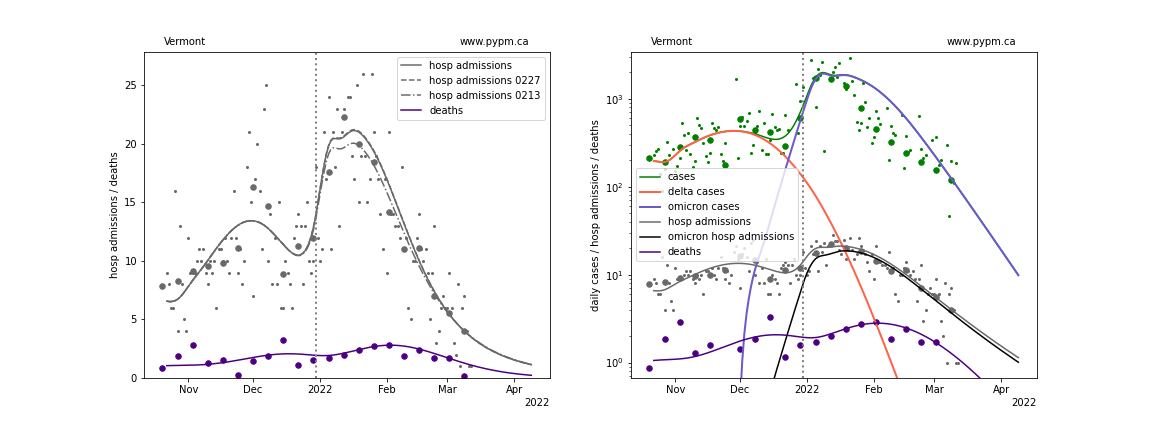 Vermont
www.pypm.ca
hosp admissions / deaths
25
20
15
10
5
0
hosp admissions
hosp admissions 0227
hosp admissions 0213
deaths
Nov
Dec
2022
Feb
Mar
Apr
2022
Vermont
www.pypm.ca
daily cases / hosp admissions / deaths
10³
10²
10¹
10⁰
cases
delta cases
omicron cases
hosp admissions
omicron hosp admissions
deaths
Nov
Dec
2022
Feb
Mar
Apr
2022